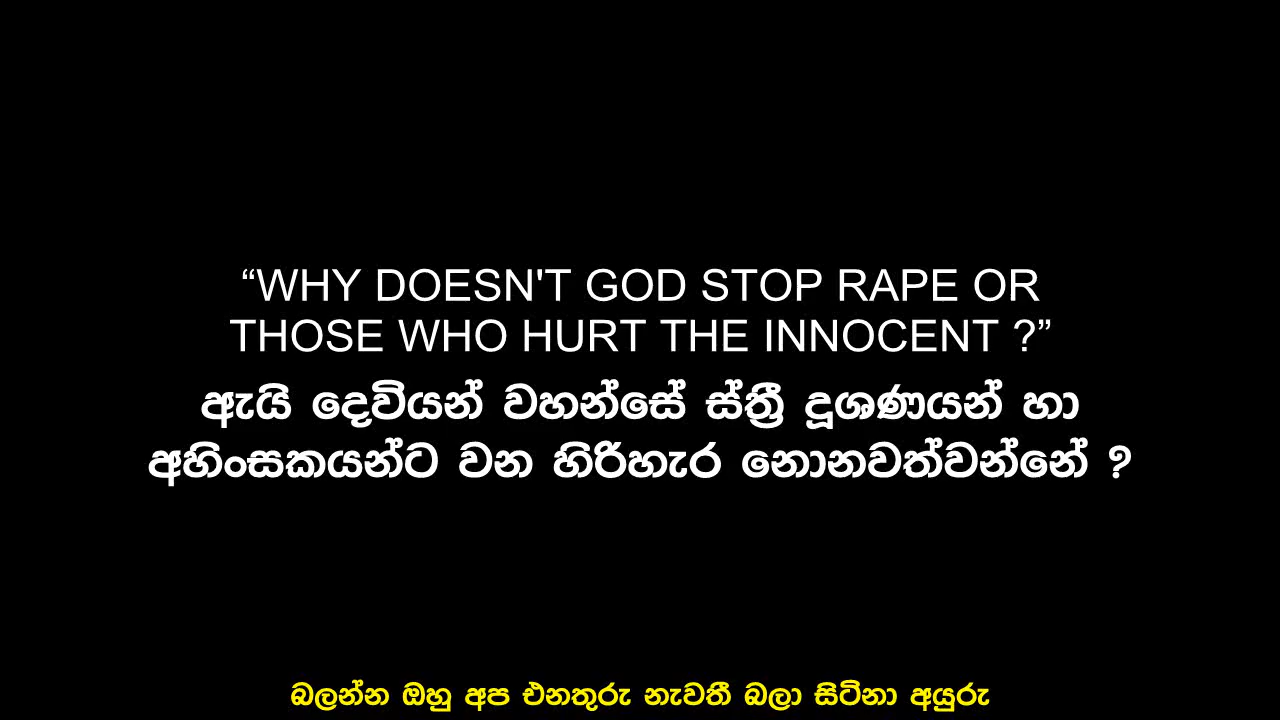 “WHY DOESN'T GOD STOP RAPE OR
THOSE WHO HURT THE INNOCENT ?”
ඇයි දෙවියන් වහන්සේ ස්ත්‍රී දූශණයන් හා
අහිංසකයන්ට වන හිරිහැර නොනවත්වන්නේ ?
බලන්න ඔහු අප එනතුරු නැවතී බලා සිටිනා අයුරු